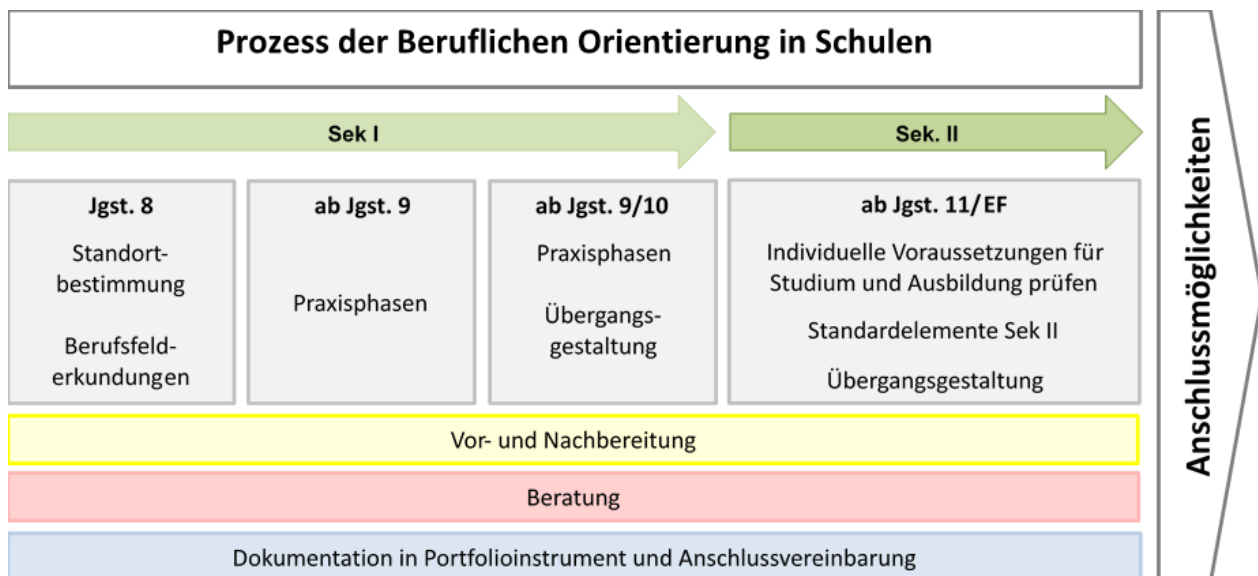 Prozess der Beruflichen Orientierung in Schulen
Sek I
Sek. II
Jgst. 8
Standort-
bestimmung
Berufsfeld-
erkundungen
ab Jgst. 9
Praxisphasen
ab Jgst. 9/10
Praxisphasen
Übergangs-
gestaltung
ab Jgst. 11/EF
Individuelle Voraussetzungen für
Studium und Ausbildung prüfen
Standardelemente Sek II
Übergangsgestaltung
Vor- und Nachbereitung
Beratung
Dokumentation in Portfolioinstrument und Anschlussvereinbarung
Anschlussmöglichkeiten